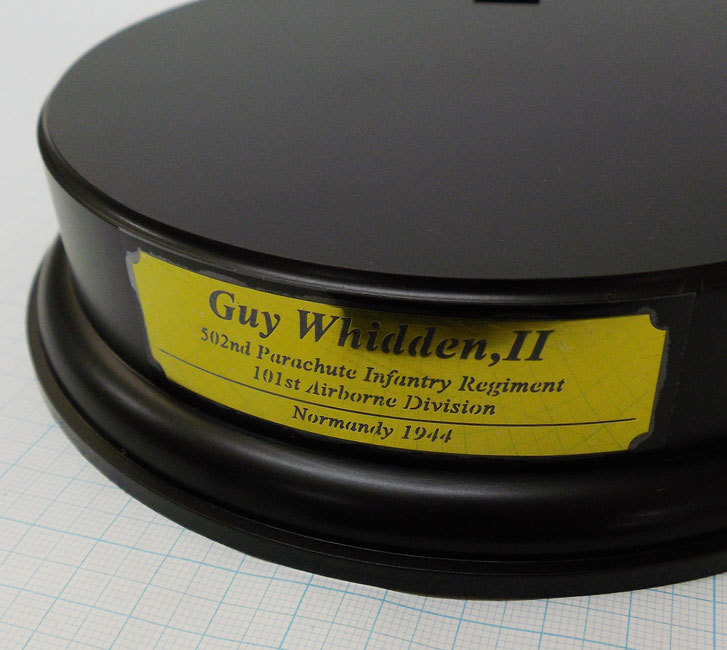 Guy Whidden,II
502nd Parachute Infantry Regiment
101st Airborne Division
Normandy 1944